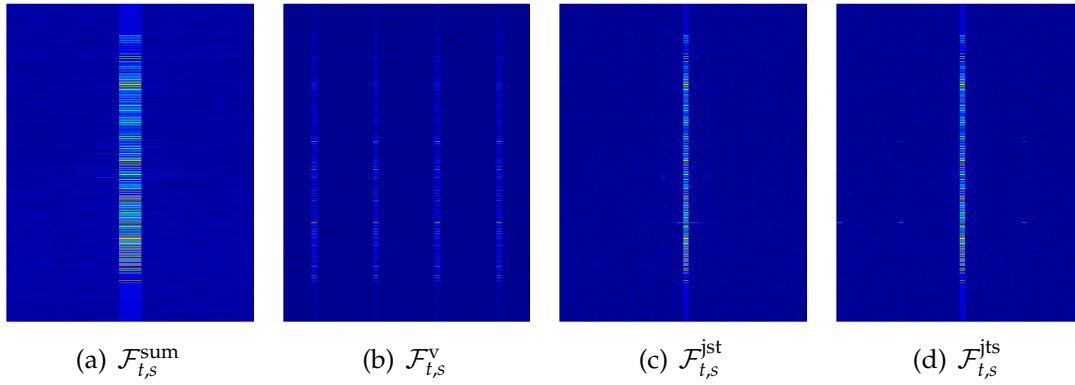 (a) $\mathcal{F}_{t,s}^{\text{sum}}$
(b) $\mathcal{F}_{t,s}^{\text{v}}$
(c) $\mathcal{F}_{t,s}^{\text{jst}}$
(d) $\mathcal{F}_{t,s}^{\text{jts}}$